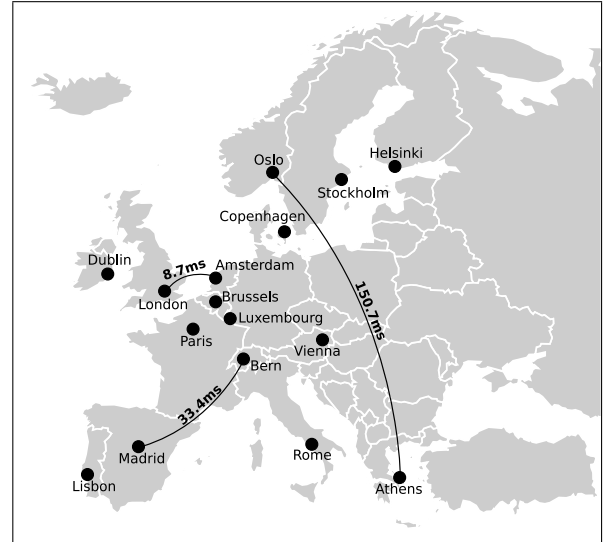 Oslo
Helsinki
Stockholm
Copenhagen
Dublin
8.7ms
Amsterdam
London
Brussels
150.7ms
Luxembourg
Paris
Vienna
Bern
33.4ms
Madrid
Rome
Lisbon
Athens